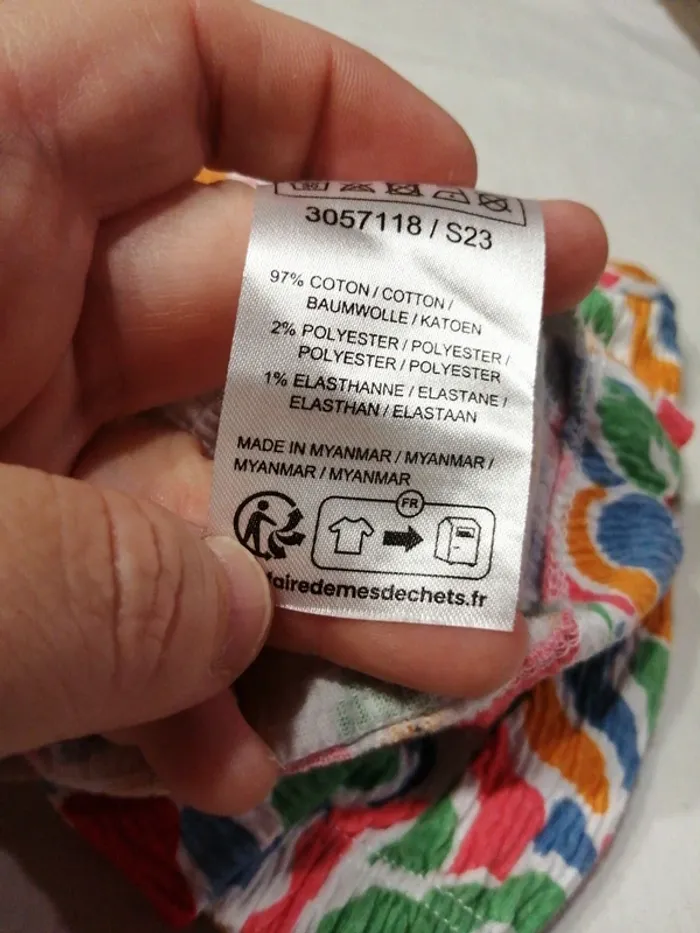 3057118 / S23
97% COTON / COTTON /
BAUMWOLLE / KATOEN
2% POLYESTER / POLYESTER /
POLYESTER / POLYESTER
1% ELASTHANNE / ELASTANE /
ELASTHAN / ELASTAAN
MADE IN MYANMAR / MYANMAR /
MYANMAR / MYANMAR
FR
fairedemesdechets.fr